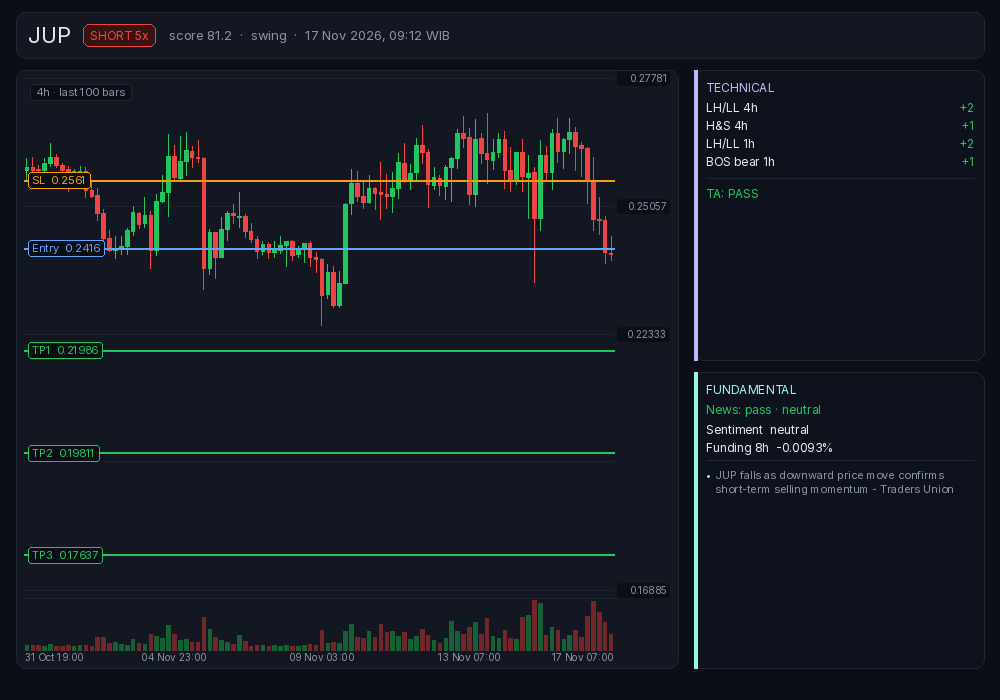 JUP SHORT 5x score 81.2 · swing · 17 Nov 2026, 09:12 WIB
4h · last 100 bars
0.27781
SL 0.2561
0.25057
Entry 0.2416
0.22333
TP1 0.21986
TP2 0.19811
TP3 0.17637
0.16885
31 Oct 19:00 04 Nov 23:00 09 Nov 03:00 13 Nov 07:00 17 Nov 07:00
TECHNICAL
LH/LL 4h +2
H&S 4h +1
LH/LL 1h +2
BOS bear 1h +1
TA: PASS
FUNDAMENTAL
News: pass · neutral
Sentiment neutral
Funding 8h -0.0093%
• JUP falls as downward price move confirms
short-term selling momentum - Traders Union